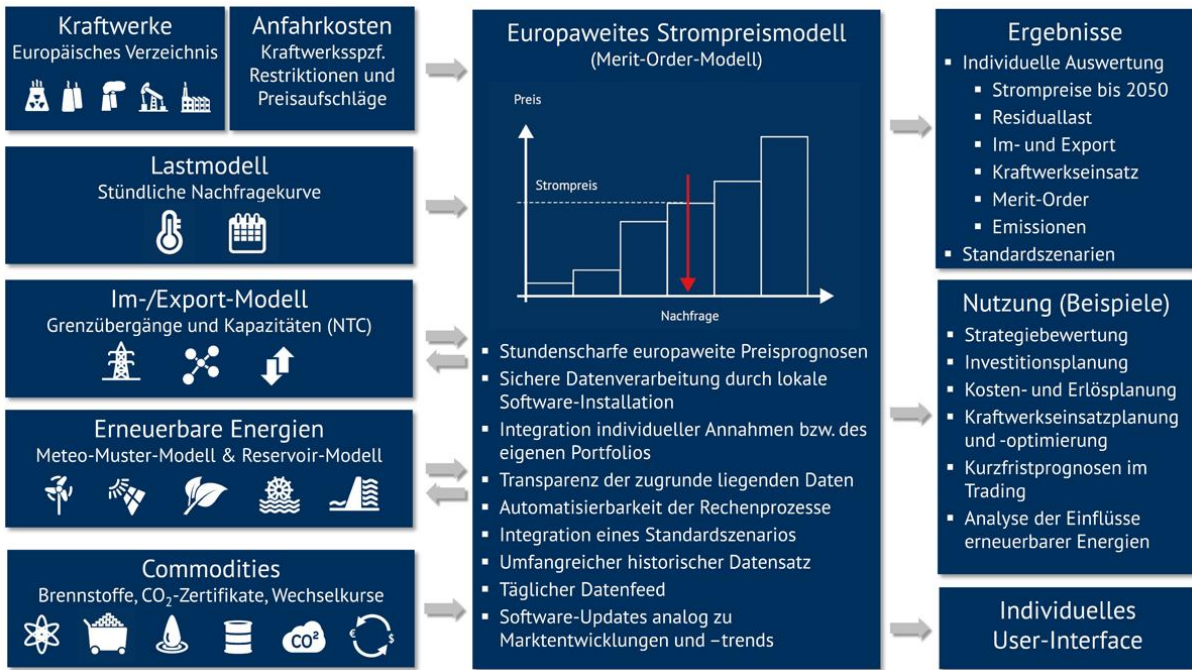 Kraftwerke
Europäisches Verzeichnis
Anfahrkosten
Kraftwerksspzf.
Restriktionen und
Preisaufschläge
Lastmodell
Stündliche Nachfragekurve
Im-/Export-Modell
Grenzübergänge und Kapazitäten (NTC)
Erneuerbare Energien
Meteo-Muster-Modell & Reservoir-Modell
Commodities
Brennstoffe, CO₂-Zertifikate, Wechselkurse
CO²
€
$
Europaweites Strompreismodell
(Merit-Order-Modell)
Preis
Strompreis
Nachfrage
▪ Stundenscharfe europaweite Preisprognosen
▪ Sichere Datenverarbeitung durch lokale
Software-Installation
▪ Integration individueller Annahmen bzw. des
eigenen Portfolios
▪ Transparenz der zugrunde liegenden Daten
▪ Automatisierbarkeit der Rechenprozesse
▪ Integration eines Standardszenarios
▪ Umfangreicher historischer Datensatz
▪ Täglicher Datenfeed
▪ Software-Updates analog zu
Marktentwicklungen und –trends
Ergebnisse
▪ Individuelle Auswertung
▪ Strompreise bis 2050
▪ Residuallast
▪ Im- und Export
▪ Kraftwerkseinsatz
▪ Merit-Order
▪ Emissionen
▪ Standardszenarien
Nutzung (Beispiele)
▪ Strategiebewertung
▪ Investitionsplanung
▪ Kosten- und Erlösplanung
▪ Kraftwerkseinsatzplanung
und -optimierung
▪ Kurzfristprognosen im
Trading
▪ Analyse der Einflüsse
erneuerbarer Energien
Individuelles
User-Interface